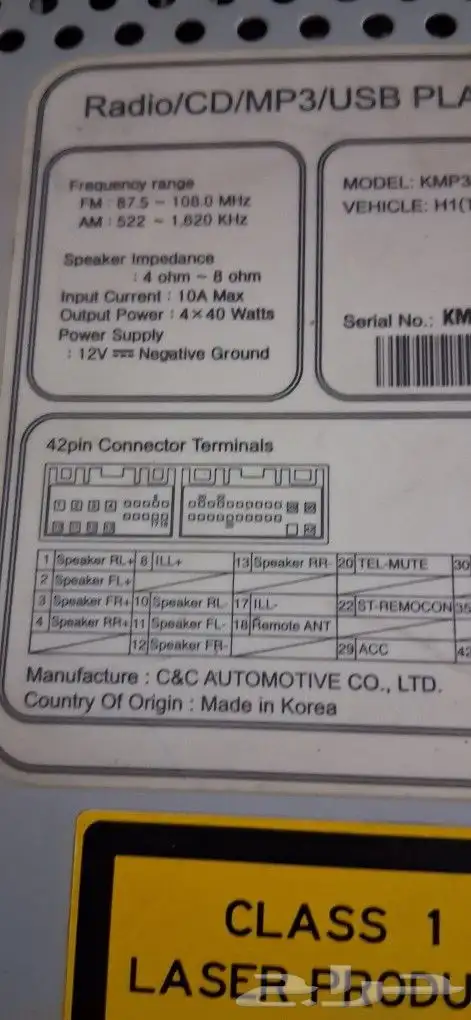 Radio/CD/MP3/USB PLA
Frequency range
FM : 87.5 ~ 108.0 MHz
AM : 522 ~ 1,620 KHz
Speaker Impedance
: 4 ohm ~ 8 ohm
Input Current : 10A Max
Output Power : 4×40 Watts
Power Supply
: 12V Negative Ground
MODEL: KMP3
VEHICLE: H1(
Serial No.: KM
42pin Connector Terminals
1 Speaker RL+ 8 ILL+ 13 Speaker RR- 20 TEL-MUTE 30
2 Speaker FL+
3 Speaker FR+ 10 Speaker RL- 17 ILL- 22 ST-REMOCON 35
4 Speaker RR+ 11 Speaker FL- 18 Remote ANT
12 Speaker FR- 29 ACC 42
Manufacture : C&C AUTOMOTIVE CO., LTD.
Country Of Origin : Made in Korea
CLASS 1
LASER PRODU
حراج